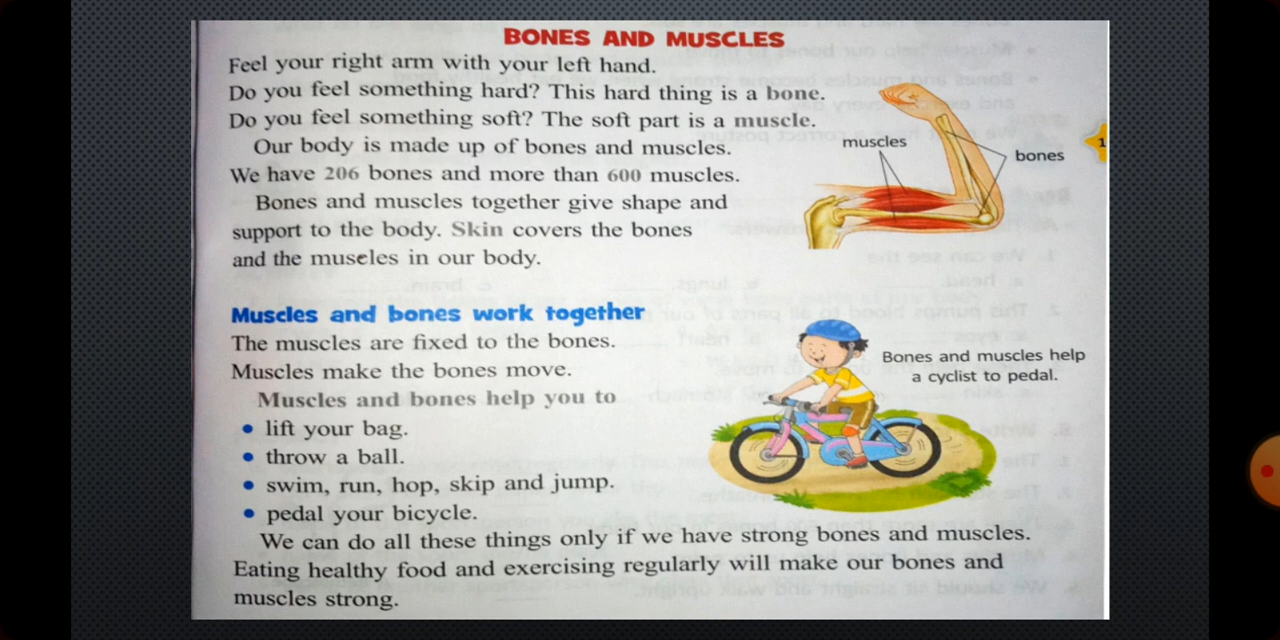 BONES AND MUSCLES
Feel your right arm with your left hand.
Do you feel something hard? This hard thing is a bone.
Do you feel something soft? The soft part is a muscle.
Our body is made up of bones and muscles.
We have 206 bones and more than 600 muscles.
Bones and muscles together give shape and
support to the body. Skin covers the bones
and the muscles in our body.
muscles
bones
1
Muscles and bones work together
The muscles are fixed to the bones.
Muscles make the bones move.
Muscles and bones help you to
• lift your bag.
• throw a ball.
• swim, run, hop, skip and jump.
• pedal your bicycle.
Bones and muscles help
a cyclist to pedal.
We can do all these things only if we have strong bones and muscles.
Eating healthy food and exercising regularly will make our bones and
muscles strong.